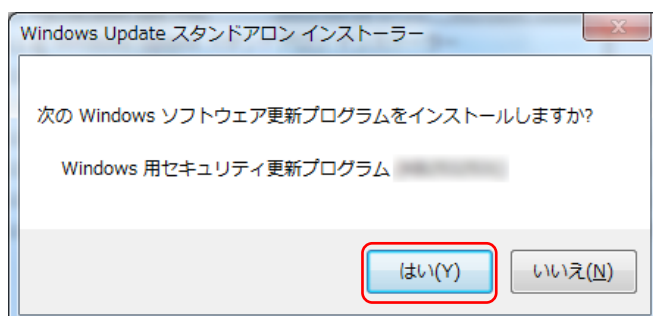 Windows Update スタンドアロン インストーラー
次の Windows ソフトウェア更新プログラムをインストールしますか?
Windows 用セキュリティ更新プログラム
はい(Y)
いいえ(N)